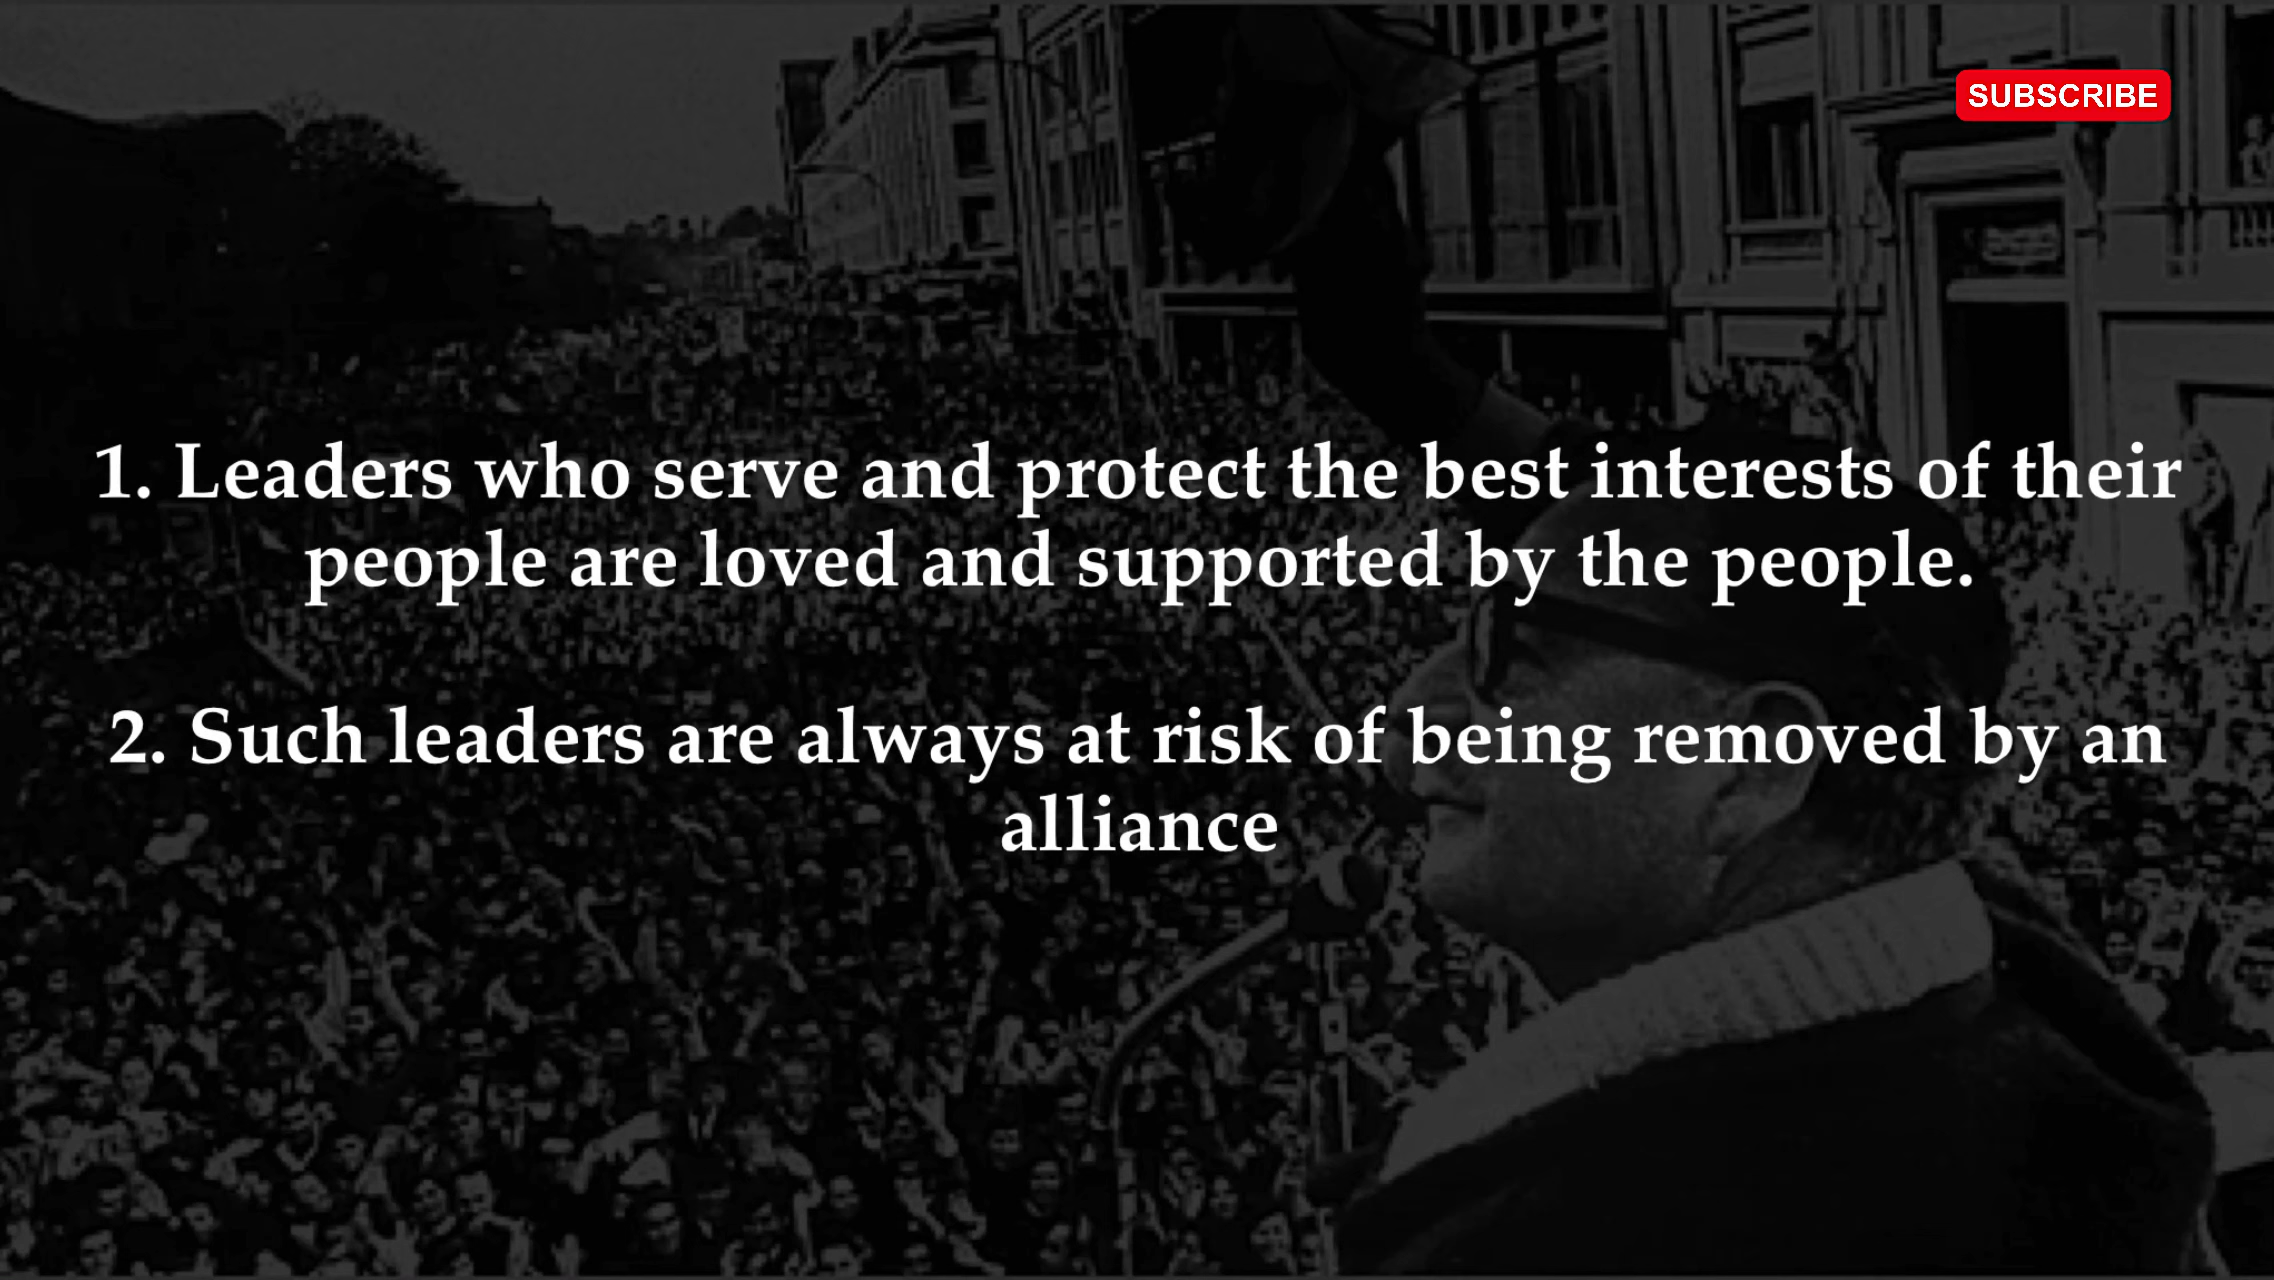 SUBSCRIBE
1. Leaders who serve and protect the best interests of their
people are loved and supported by the people.
2. Such leaders are always at risk of being removed by an
alliance